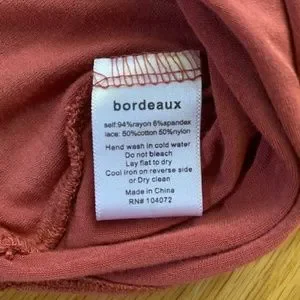 bordeaux
self:94%rayon 6%spandex
lace: 50%cotton 50%nylon
Hand wash in cold water
Do not bleach
Lay flat to dry
Cool iron on reverse side
or Dry clean
Made in China
RN# 104072